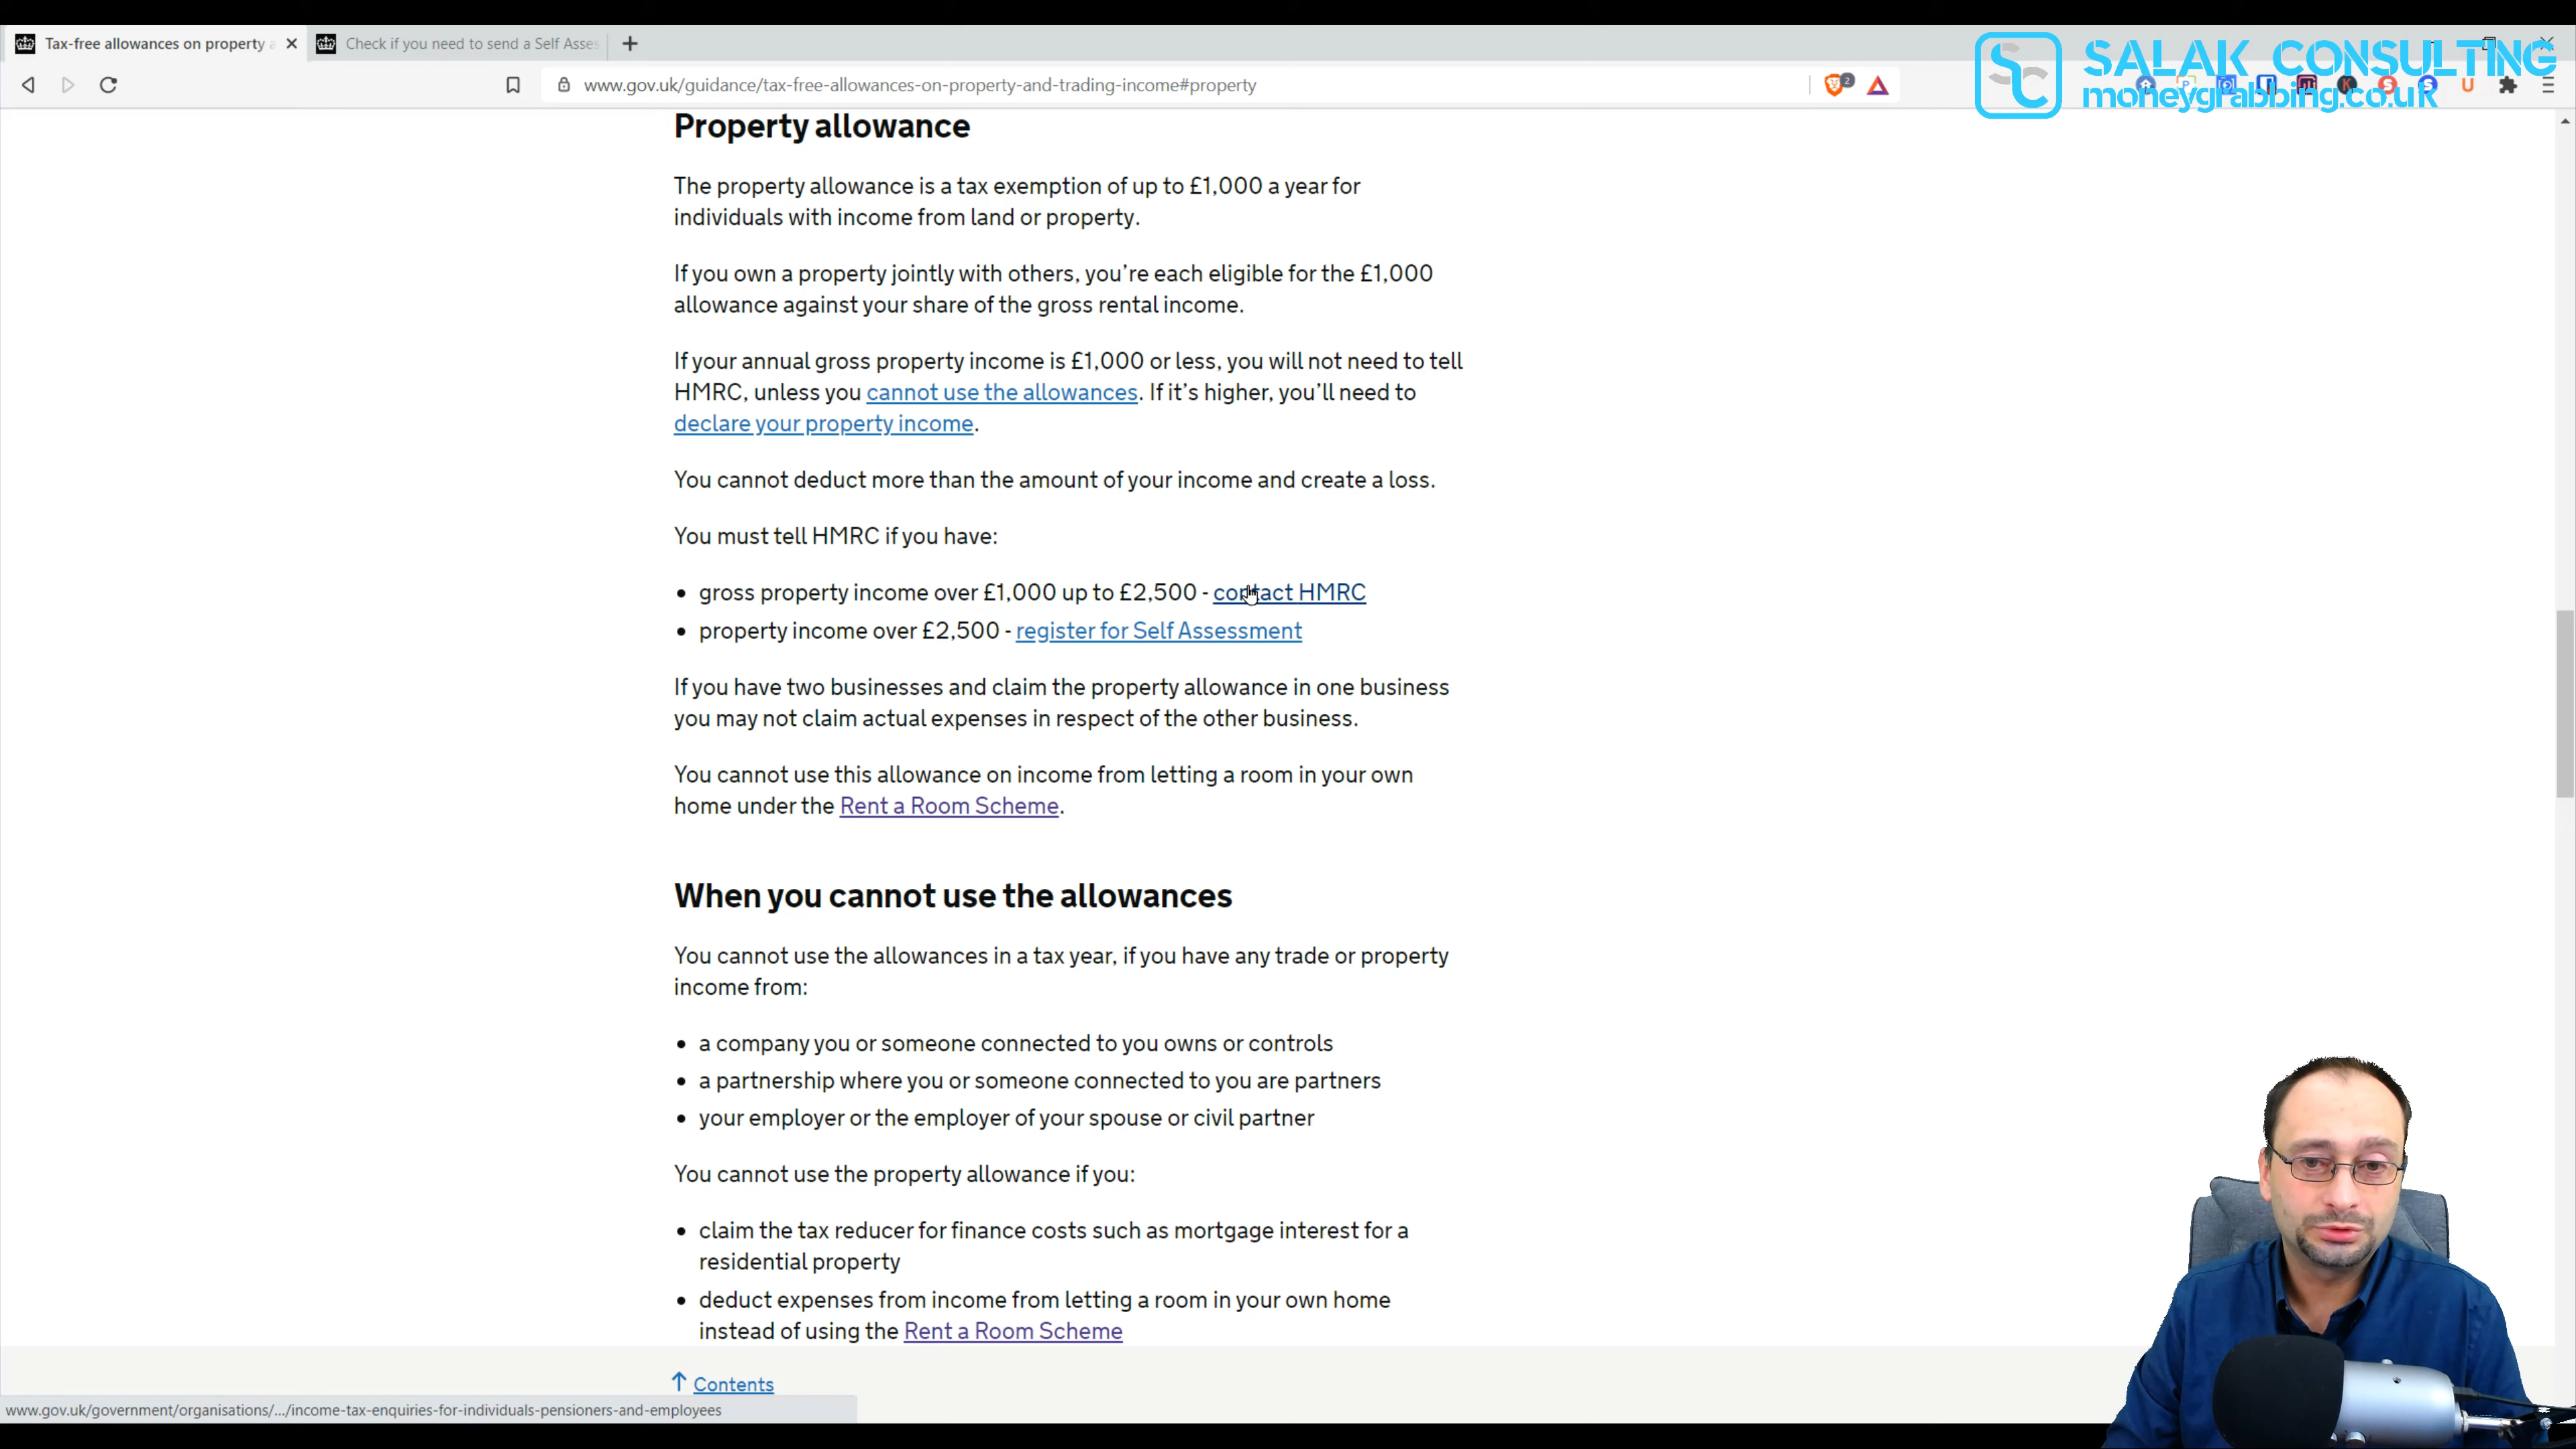 Tax-free allowances on property a
Check if you need to send a Self Asses
SALAK CONSULTING
moneygrabbing.co.uk
www.gov.uk/guidance/tax-free-allowances-on-property-and-trading-income#property
Property allowance
The property allowance is a tax exemption of up to £1,000 a year for
individuals with income from land or property.
If you own a property jointly with others, you’re each eligible for the £1,000
allowance against your share of the gross rental income.
If your annual gross property income is £1,000 or less, you will not need to tell
HMRC, unless you cannot use the allowances. If it’s higher, you’ll need to
declare your property income.
You cannot deduct more than the amount of your income and create a loss.
You must tell HMRC if you have:
• gross property income over £1,000 up to £2,500 - contact HMRC
• property income over £2,500 - register for Self Assessment
If you have two businesses and claim the property allowance in one business
you may not claim actual expenses in respect of the other business.
You cannot use this allowance on income from letting a room in your own
home under the Rent a Room Scheme.
When you cannot use the allowances
You cannot use the allowances in a tax year, if you have any trade or property
income from:
• a company you or someone connected to you owns or controls
• a partnership where you or someone connected to you are partners
• your employer or the employer of your spouse or civil partner
You cannot use the property allowance if you:
• claim the tax reducer for finance costs such as mortgage interest for a
residential property
• deduct expenses from income from letting a room in your own home
instead of using the Rent a Room Scheme
↑ Contents
www.gov.uk/government/organisations/.../income-tax-enquiries-for-individuals-pensioners-and-employees